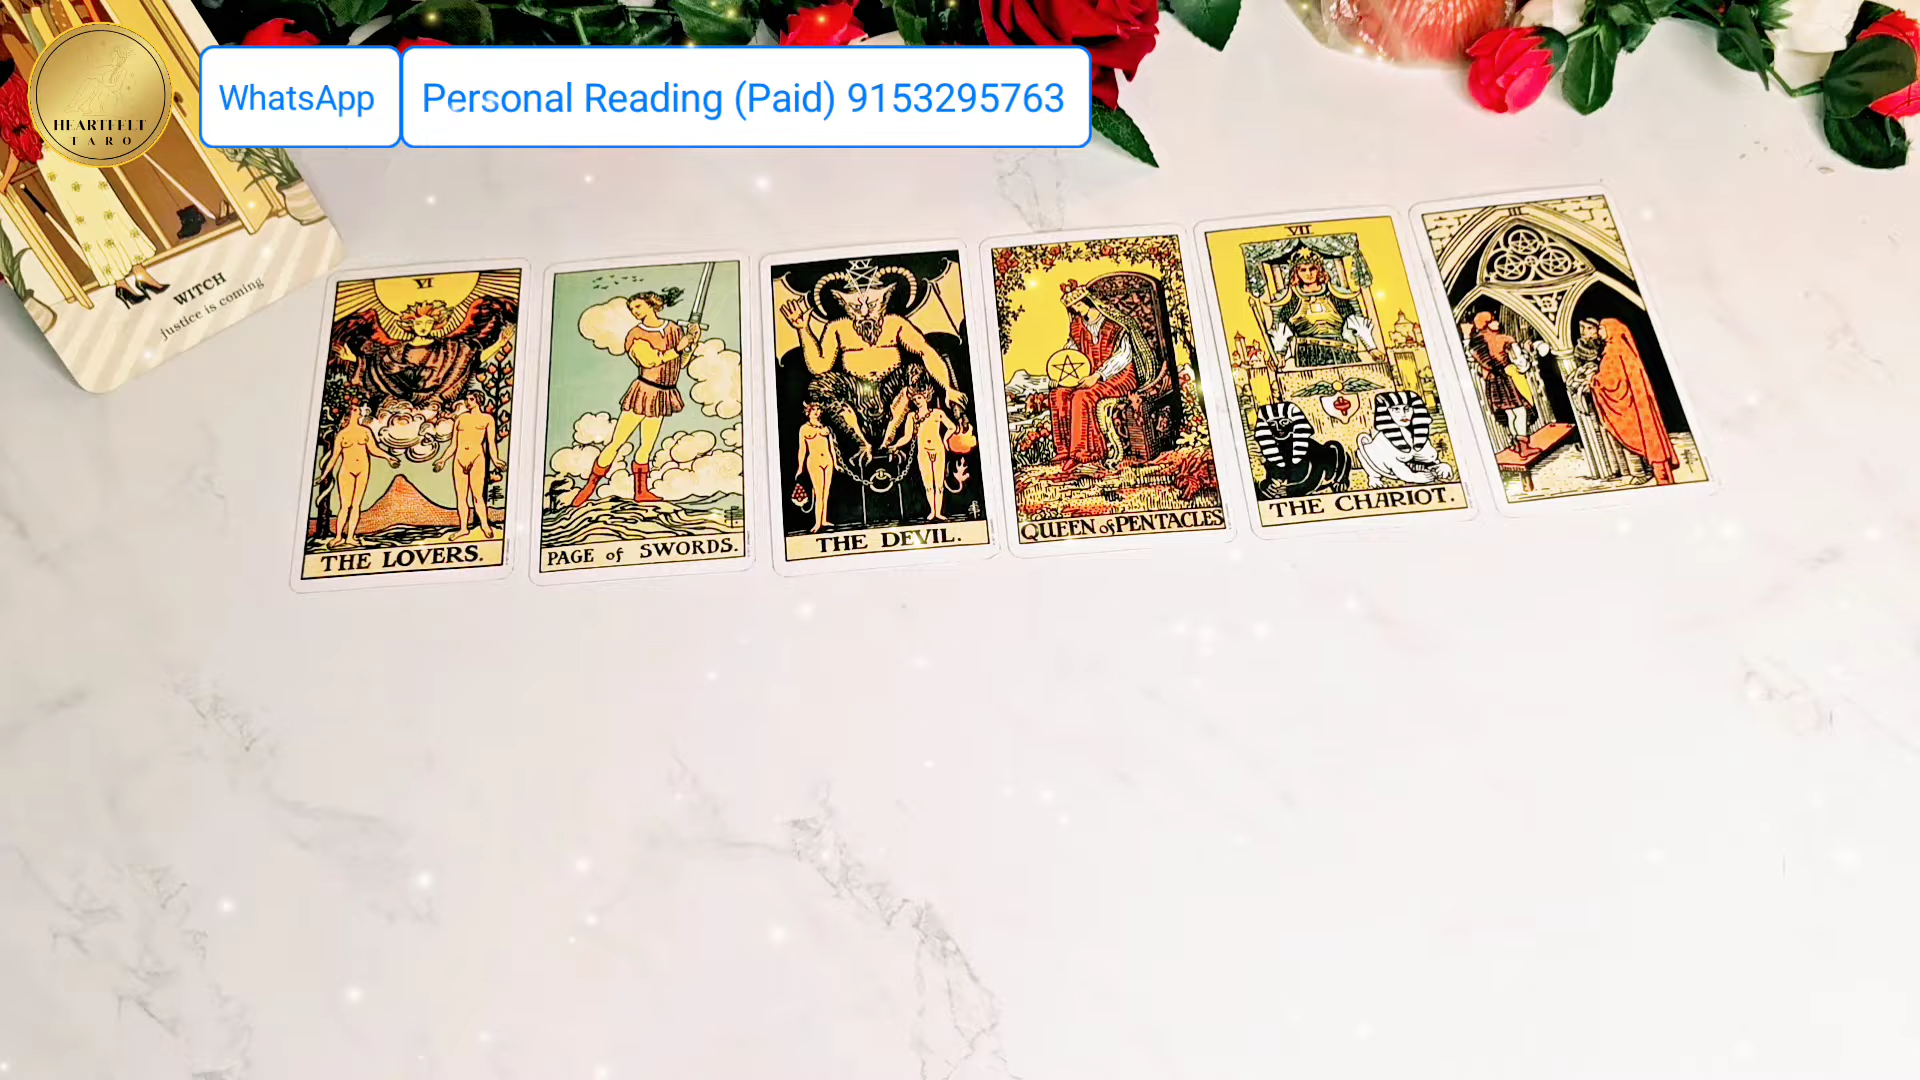 HEARTFELT
TARO
WhatsApp
Personal Reading (Paid) 9153295763
WITCH
justice is coming
VI
THE LOVERS.
PAGE of SWORDS.
XV
THE DEVIL.
QUEEN of PENTACLES
VII
THE CHARIOT.
III